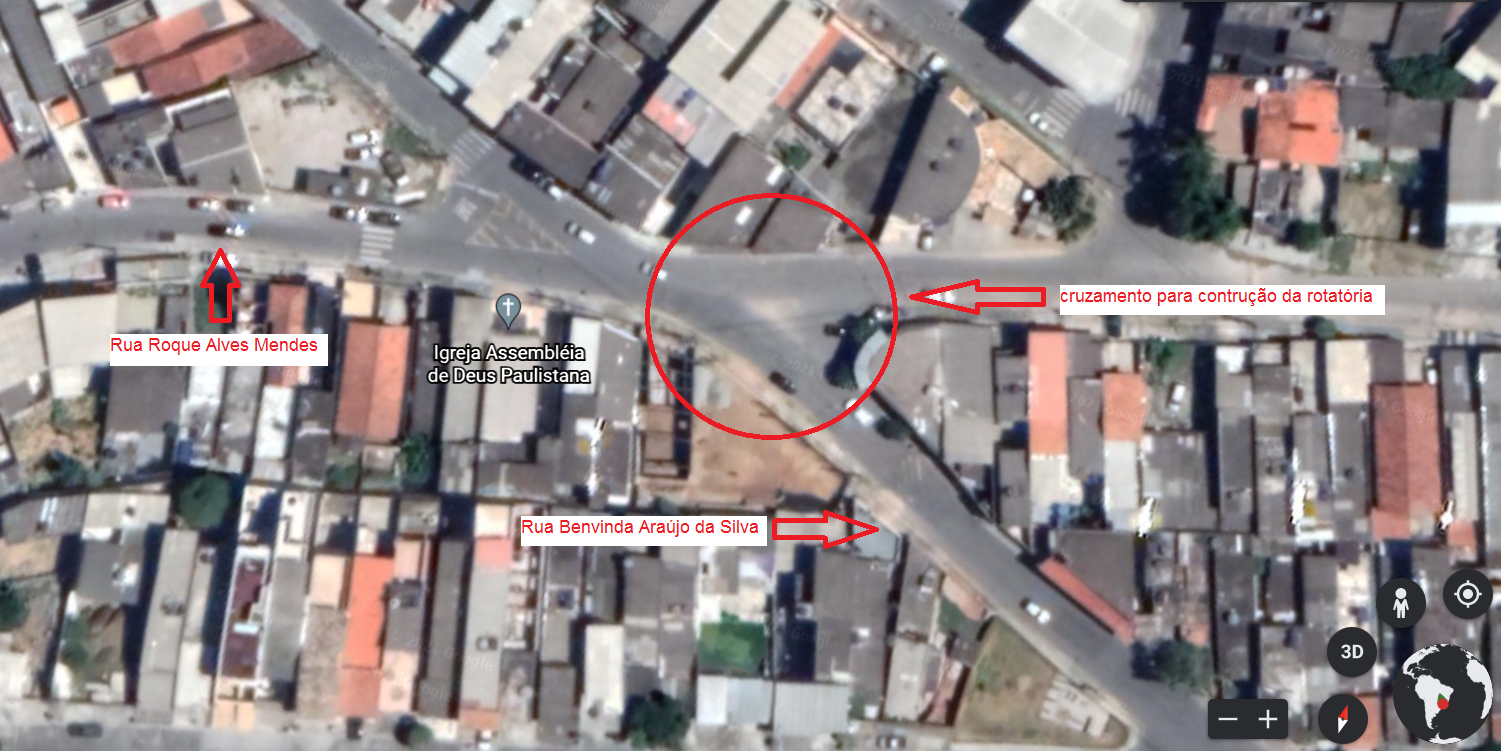 cruzamento para contrução da rotatória
Rua Roque Alves Mendes
Igreja Assembléia
de Deus Paulistana
Rua Benvinda Araújo da Silva
3D